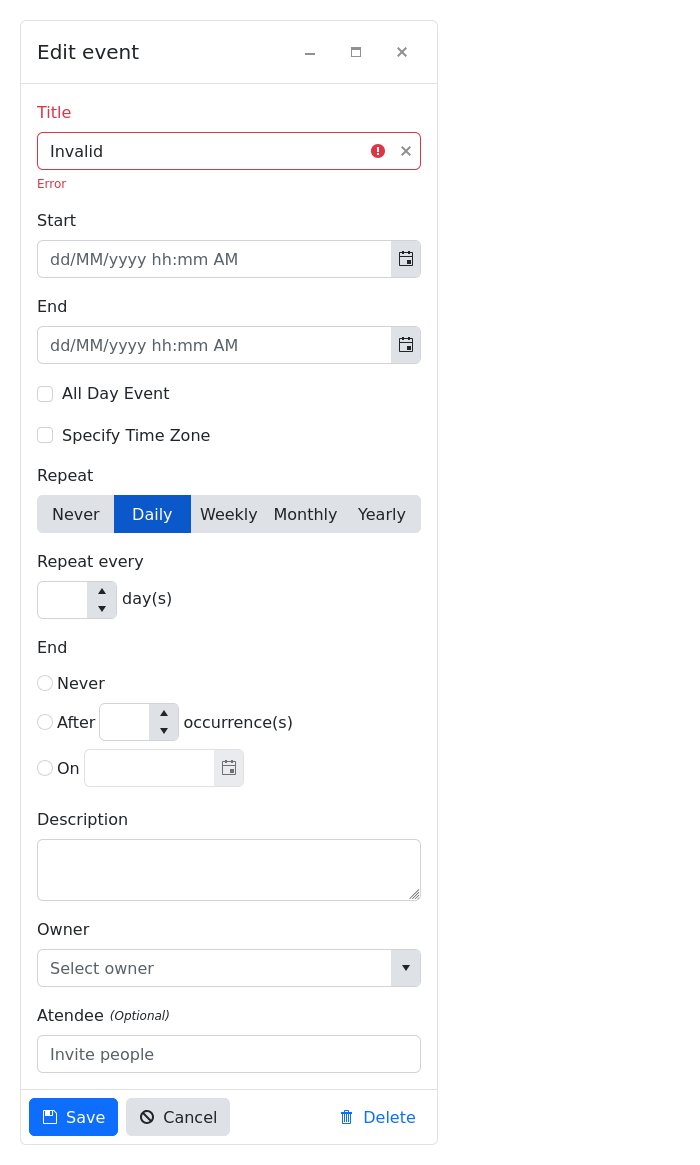 Edit event
Title
Invalid
Error
Start
dd/MM/yyyy hh:mm AM
End
dd/MM/yyyy hh:mm AM
All Day Event
Specify Time Zone
Repeat
Never Daily Weekly Monthly Yearly
Repeat every
day(s)
End
Never
After occurrence(s)
On
Description
Owner
Select owner
Atendee (Optional)
Invite people
Save Cancel Delete